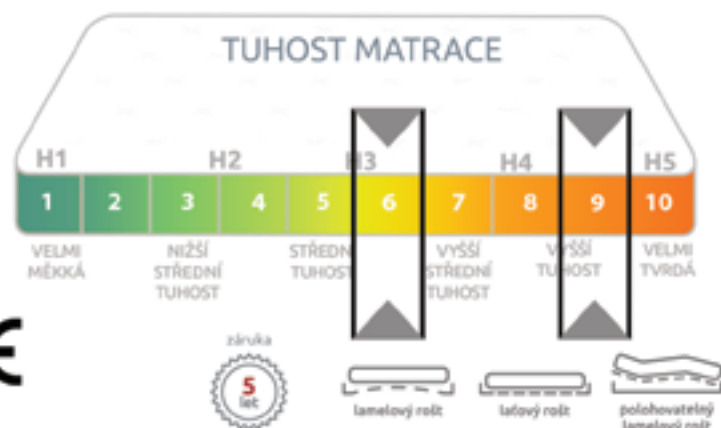 TUHOST MATRACE
H1 H2 H3 H4 H5
1 2 3 4 5 6 7 8 9 10
VELMI NIŽŠÍ STŘEDN VYŠŠÍ VYŠŠÍ VELMI
MĚKKÁ STŘEDNÍ TUHOST STŘEDNÍ TUHOST TVRDÁ
TUHOST TUHOST
CE
záruka
5
let
lamelový rošt laťový rošt polohovatelný
lamelový rošt